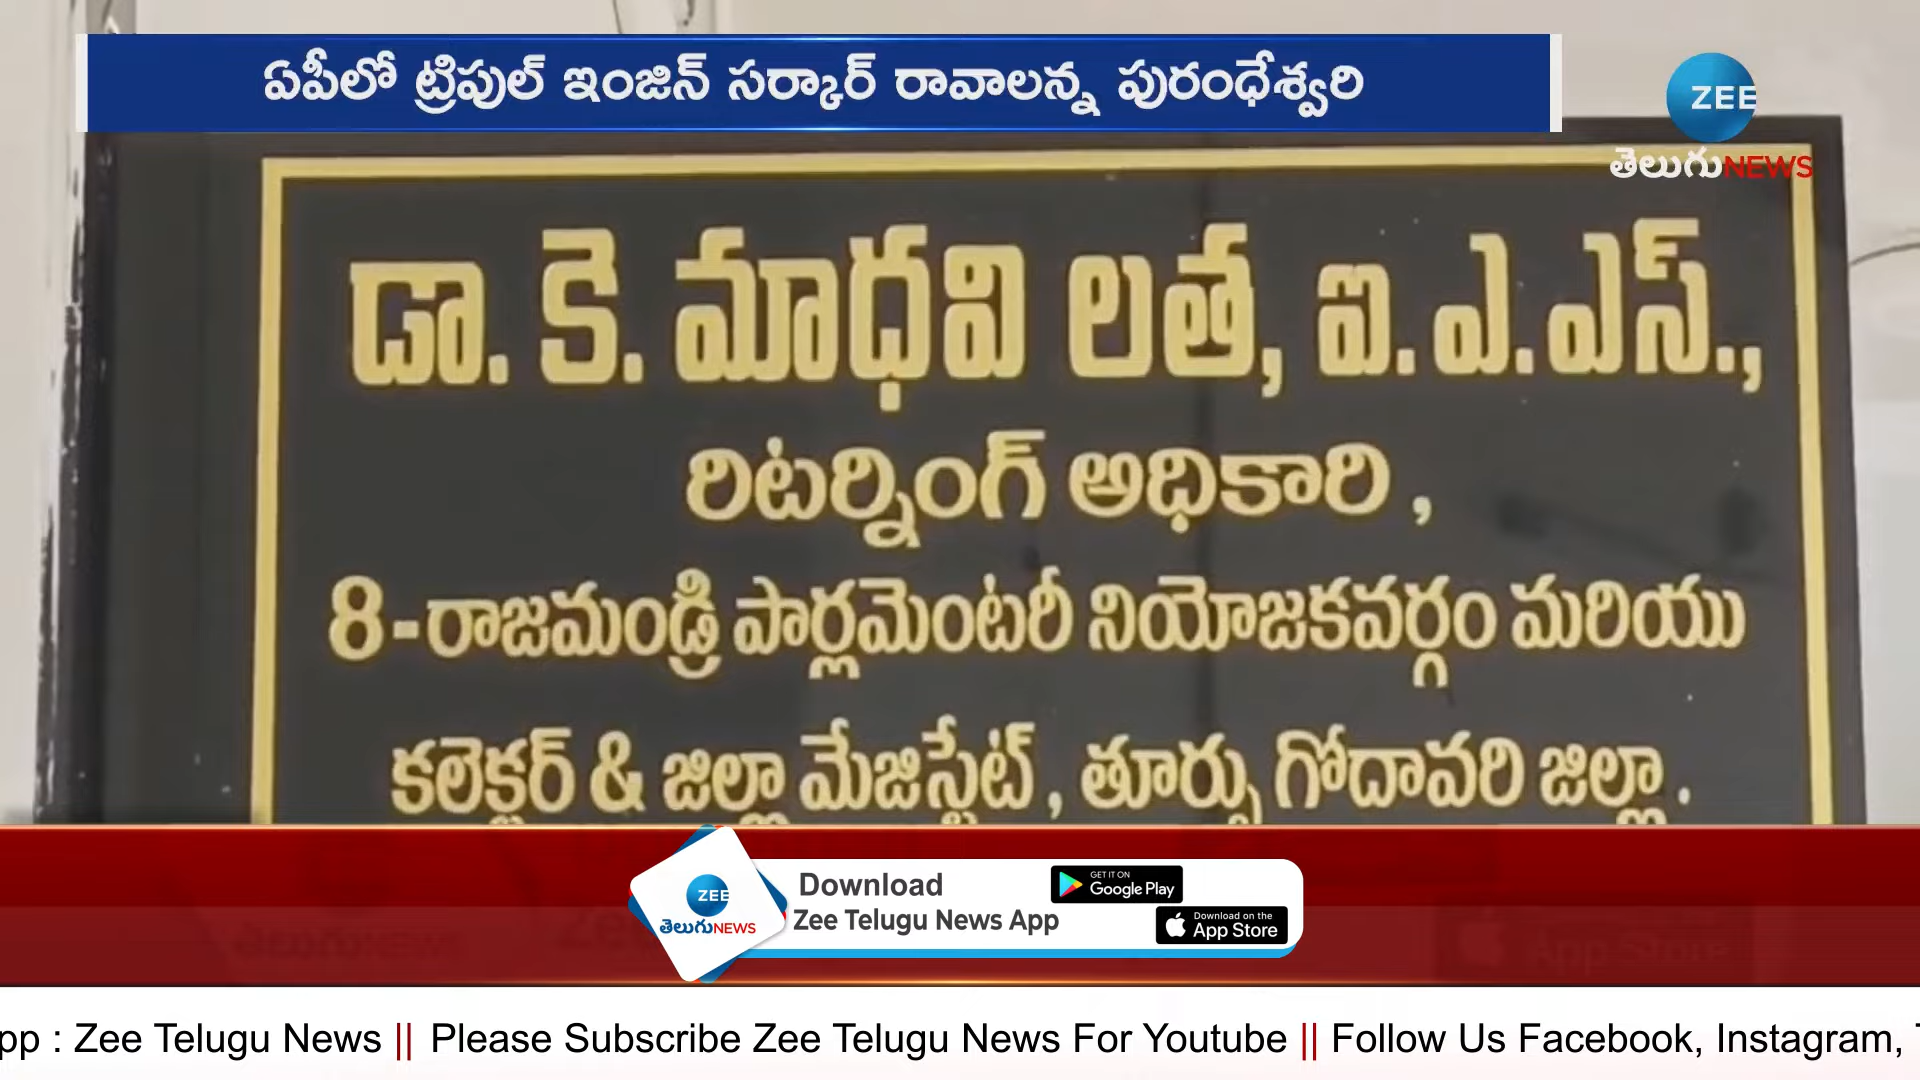 ఏపీలో ట్రిపుల్ ఇంజిన్ సర్కార్ రావాలన్న పురంధేశ్వరి
ZEE
తెలుగు NEWS
డా. కె. మాధవి లత, ఐ.ఎ.ఎస్.,
రిటర్నింగ్ అధికారి,
8-రాజమండ్రి పార్లమెంటరీ నియోజకవర్గం మరియు
కలెక్టర్ & జిల్లా మేజిస్ట్రేట్, తూర్పు గోదావరి జిల్లా.
ZEE
తెలుగు NEWS
Download
Zee Telugu News App
GET IT ON
Google Play
Download on the
App Store
pp : Zee Telugu News || Please Subscribe Zee Telugu News For Youtube || Follow Us Facebook, Instagram,